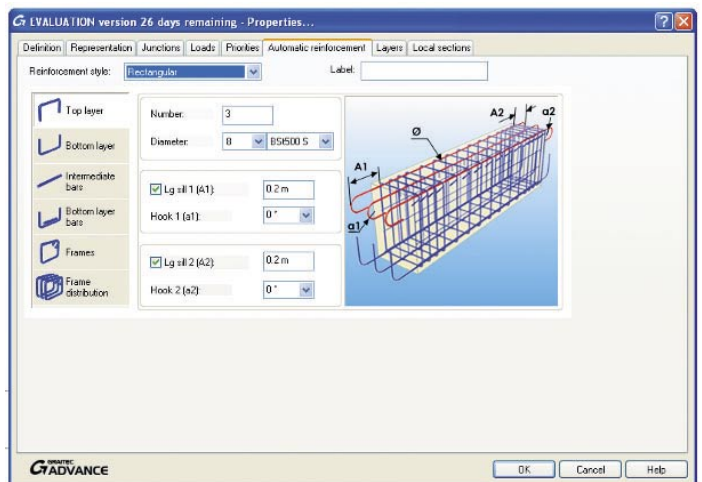 EVALUATION version 26 days remaining - Properties...
Definition Representation Junctions Loads Priorities Automatic reinforcement Layers Local sections
Reinforcement style: Rectangular Label:
Top layer
Bottom layer
Intermediate
bars
Bottom layer
bars
Frames
Frame
distribution
Number: 3
Diameter: 8 BSt500 S
Lg sill 1 (A1): 0.2 m
Hook 1 (a1): 0°
Lg sill 2 (A2): 0.2 m
Hook 2 (a2): 0°
A2 a2
Ø
A1
a1
GRAITEC
ADVANCE
OK Cancel Help